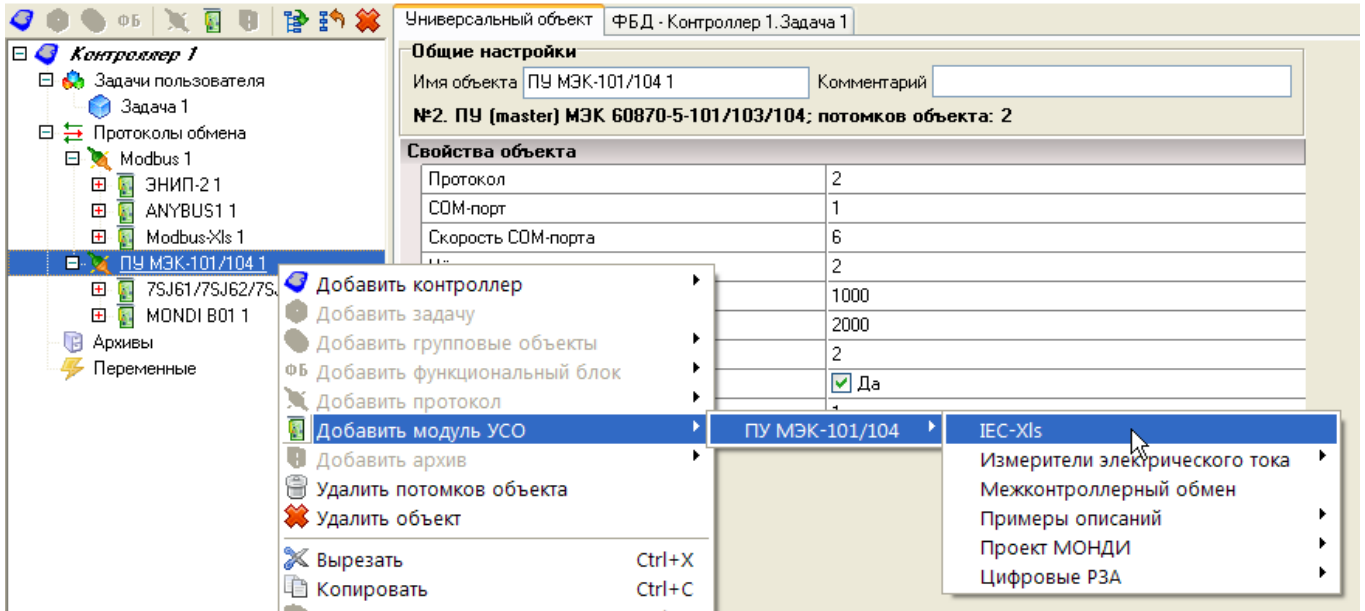 ФБ
Универсальный объект
ФБД - Контроллер 1.Задача 1
Контроллер 1
Задачи пользователя
Задача 1
Протоколы обмена
Modbus 1
ЭНИП-2 1
ANYBUS1 1
Modbus-Xls 1
ПУ МЭК-101/104 1
7SJ61/7SJ62/7SJ
MONDI B01 1
Архивы
Переменные
Общие настройки
Имя объекта ПУ МЭК-101/104 1 Комментарий
№2. ПУ (master) МЭК 60870-5-101/103/104; потомков объекта: 2
Свойства объекта
Протокол 2
COM-порт 1
Скорость COM-порта 6
2
1000
2000
2
Да
Добавить контроллер
Добавить задачу
Добавить групповые объекты
ФБ Добавить функциональный блок
Добавить протокол
Добавить модуль УСО
Добавить архив
Удалить потомков объекта
Удалить объект
Вырезать Ctrl+X
Копировать Ctrl+C
ПУ МЭК-101/104
IEC-Xls
Измерители электрического тока
Межконтроллерный обмен
Примеры описаний
Проект МОНДИ
Цифровые РЗА